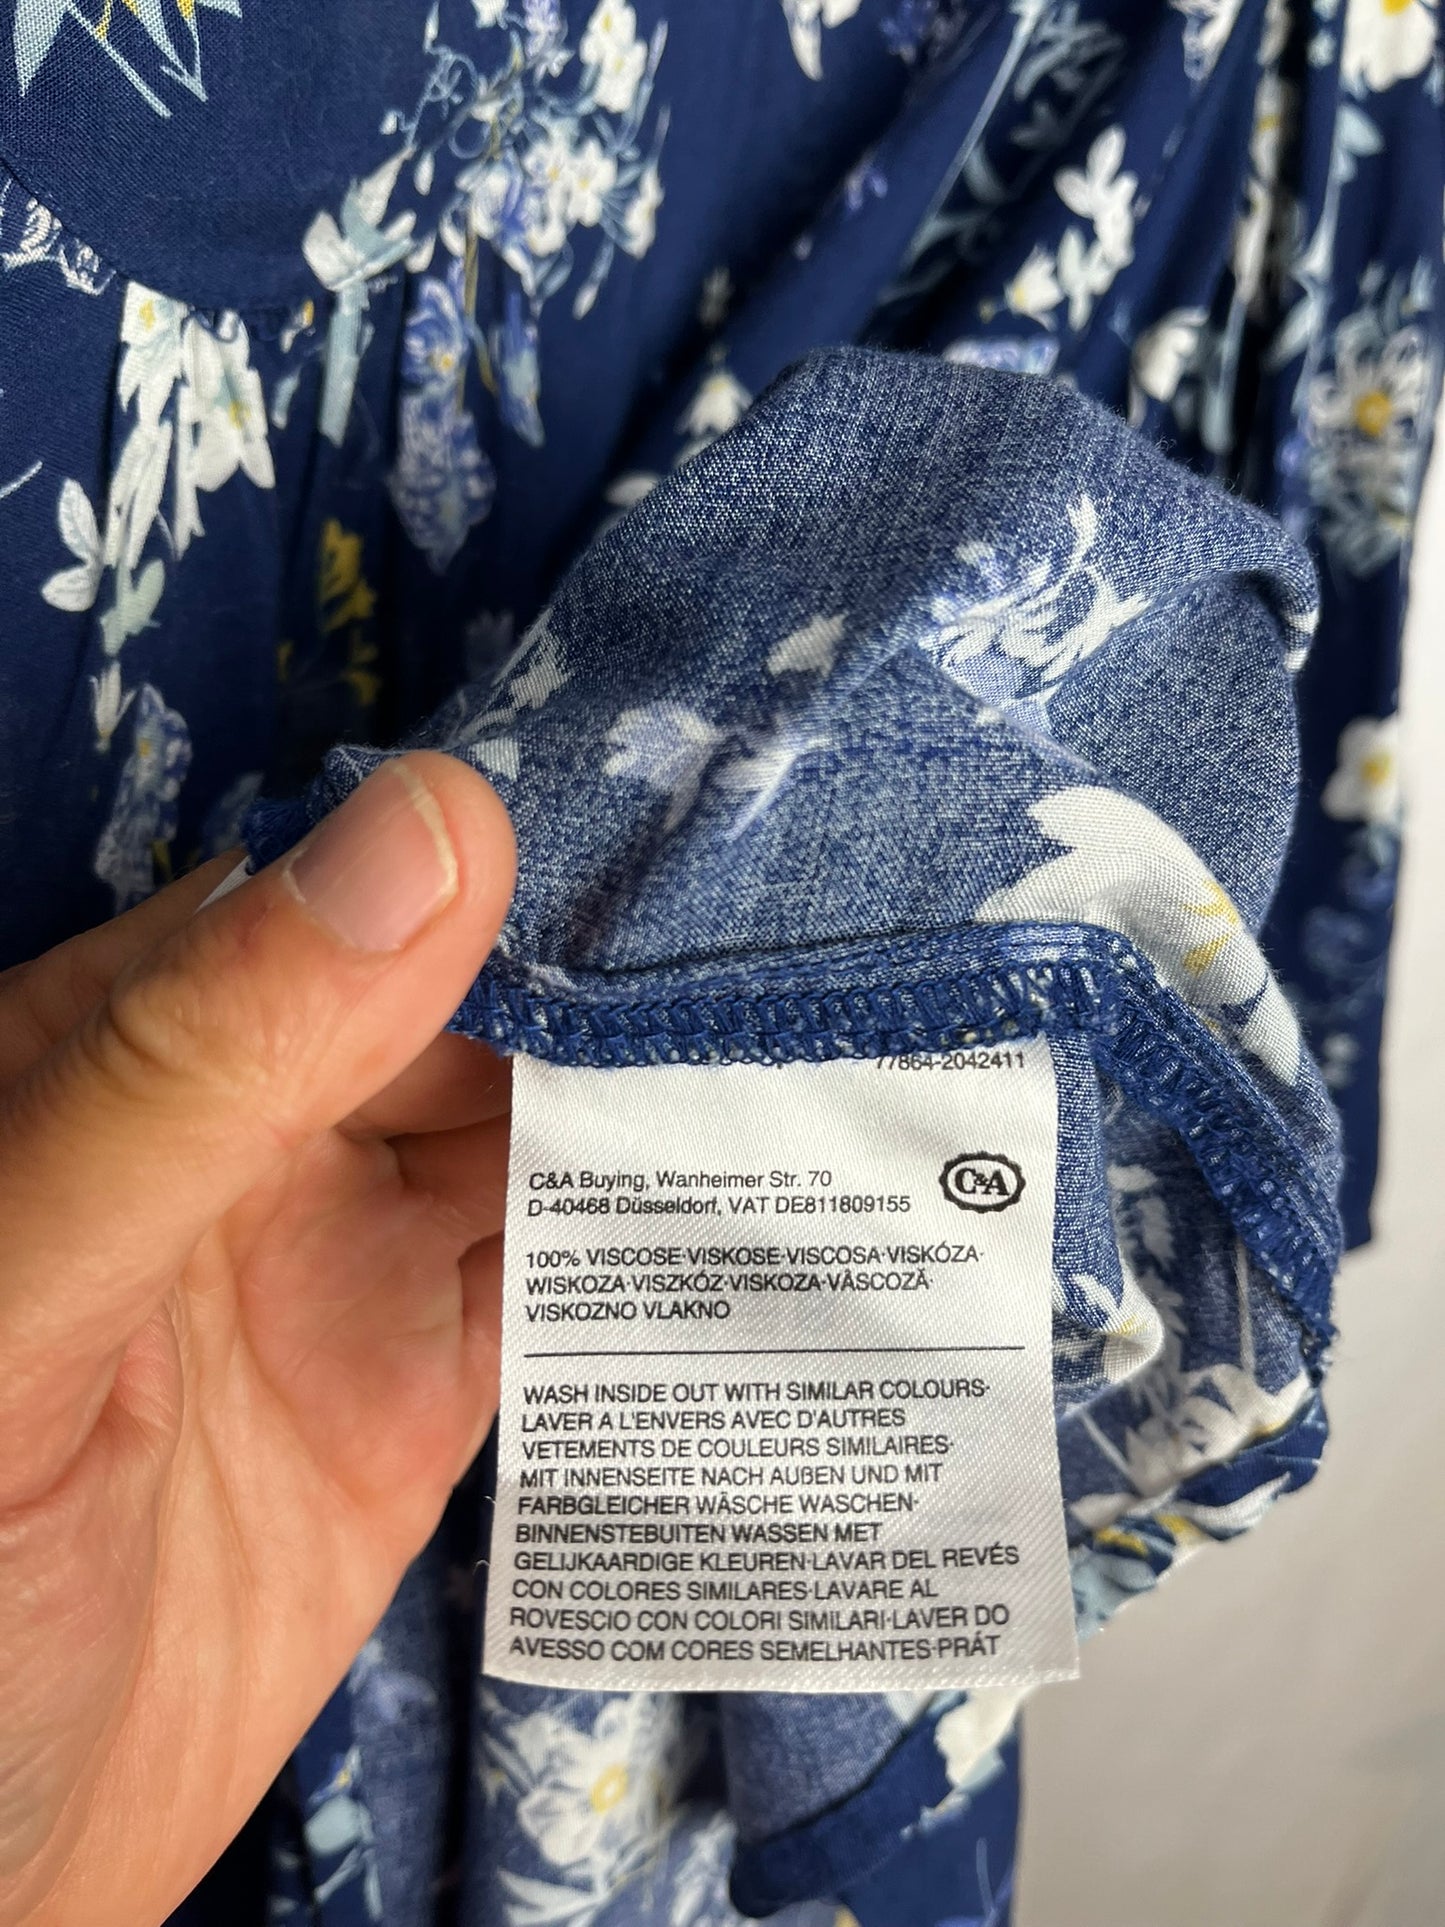 77864-2042411
C&A Buying, Wanheimer Str. 70
D-40468 Düsseldorf, VAT DE811809155
C&A
100% VISCOSE·VISKOSE·VISCOSA·VISKÓZA·
WISKOZA·VISZKÓZ·VISKOZA·VÂSCOZĂ·
VISKOZNO VLAKNO
WASH INSIDE OUT WITH SIMILAR COLOURS·
LAVER A L'ENVERS AVEC D'AUTRES
VETEMENTS DE COULEURS SIMILAIRES·
MIT INNENSEITE NACH AUßEN UND MIT
FARBGLEICHER WÄSCHE WASCHEN·
BINNENSTEBUITEN WASSEN MET
GELIJKAARDIGE KLEUREN·LAVAR DEL REVÉS
CON COLORES SIMILARES·LAVARE AL
ROVESCIO CON COLORI SIMILARI·LAVER DO
AVESSO COM CORES SEMELHANTES·PRÁT